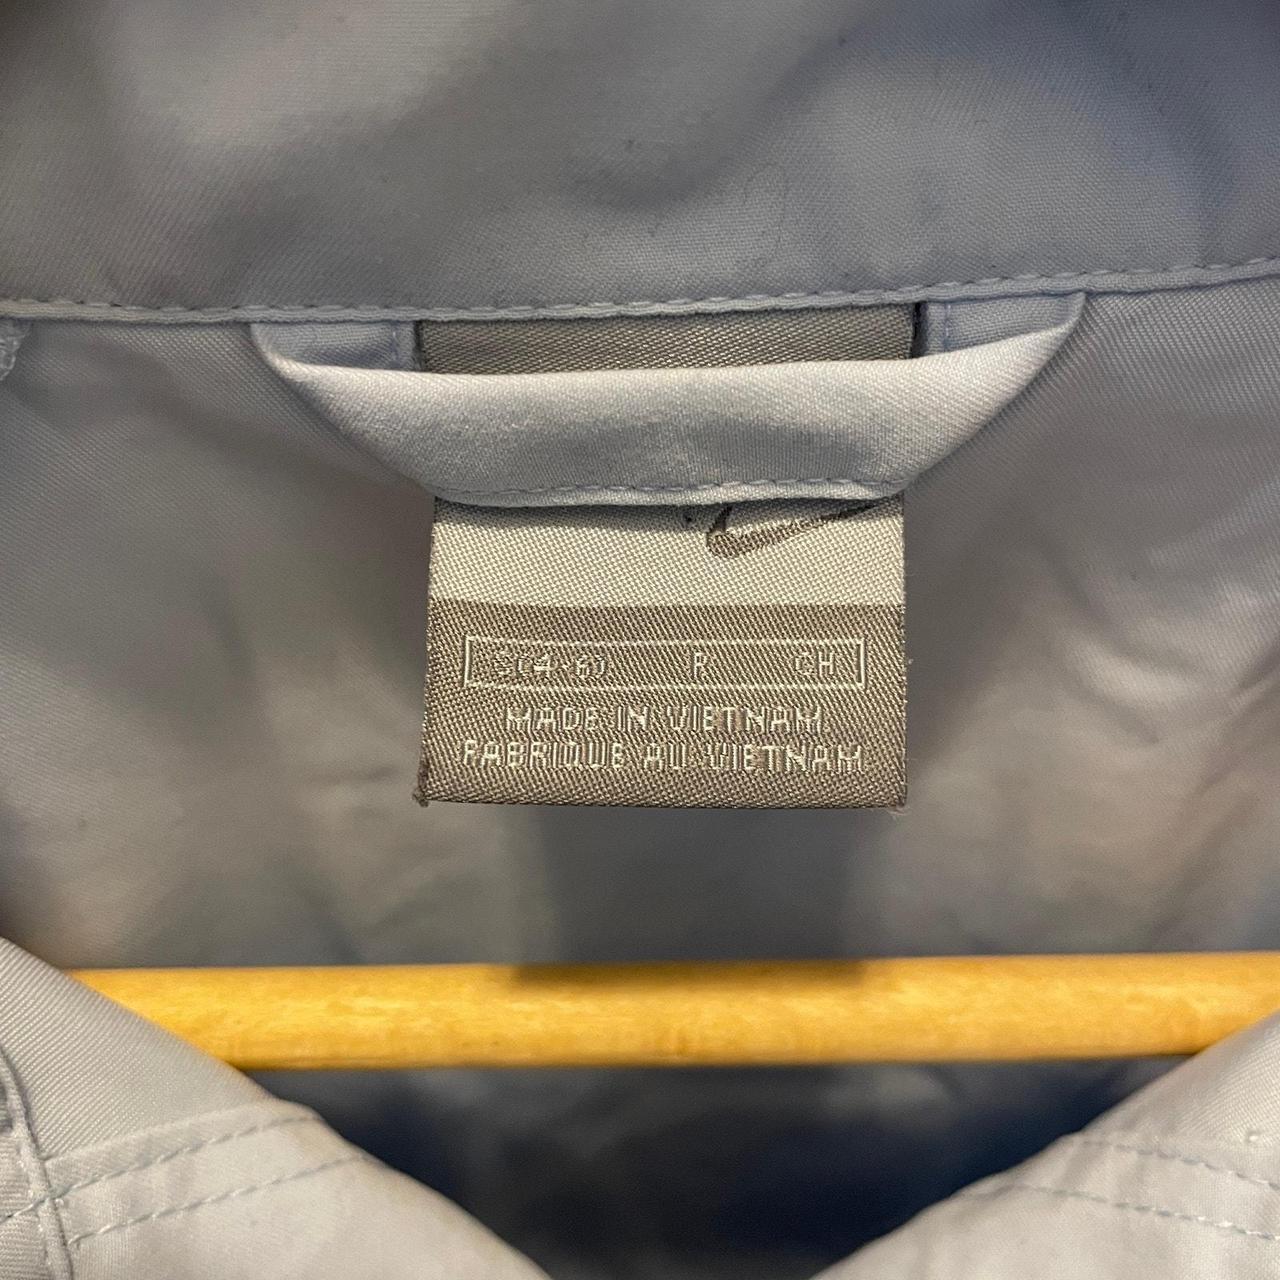 S(4-6) P CH
MADE IN VIETNAM
FABRIQUE AU VIETNAM